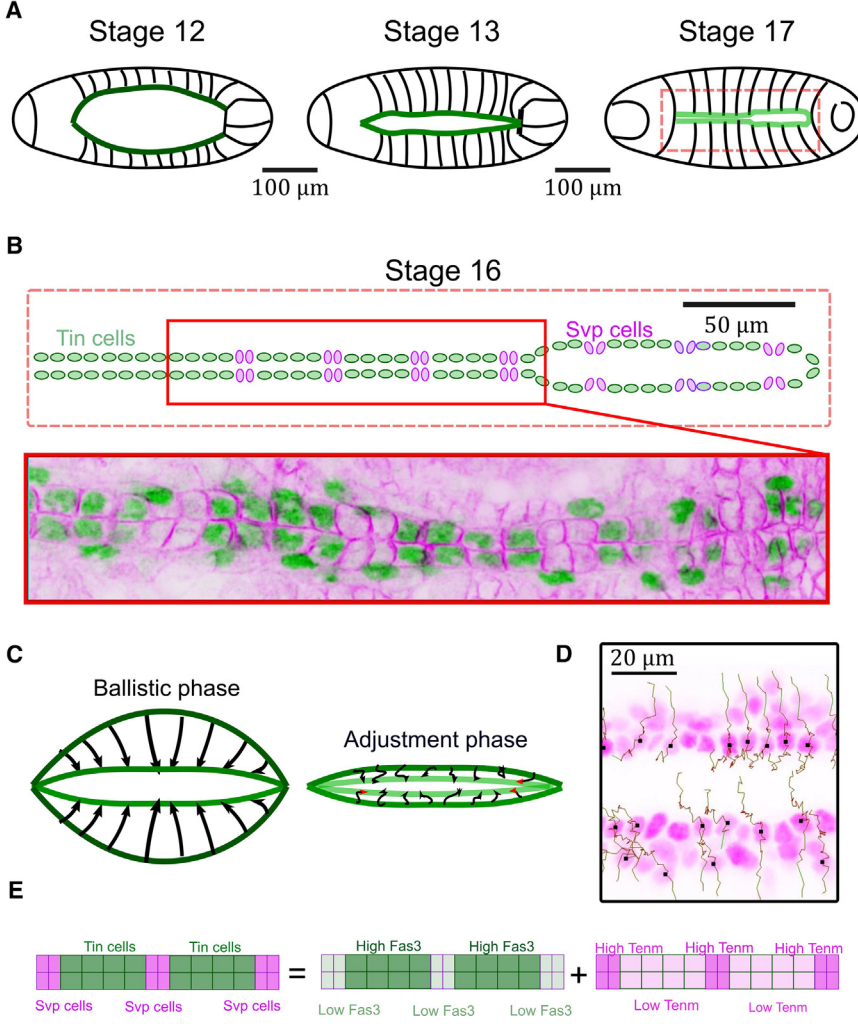 A
Stage 12
Stage 13
Stage 17
100 μm
100 μm
B
Stage 16
Tin cells
Svp cells
50 μm
C
Ballistic phase
Adjustment phase
D
20 μm
E
Tin cells
Tin cells
Svp cells
Svp cells
Svp cells
=
High Fas3
High Fas3
Low Fas3
Low Fas3
Low Fas3
+
High Tenm
High Tenm
High Tenm
Low Tenm
Low Tenm